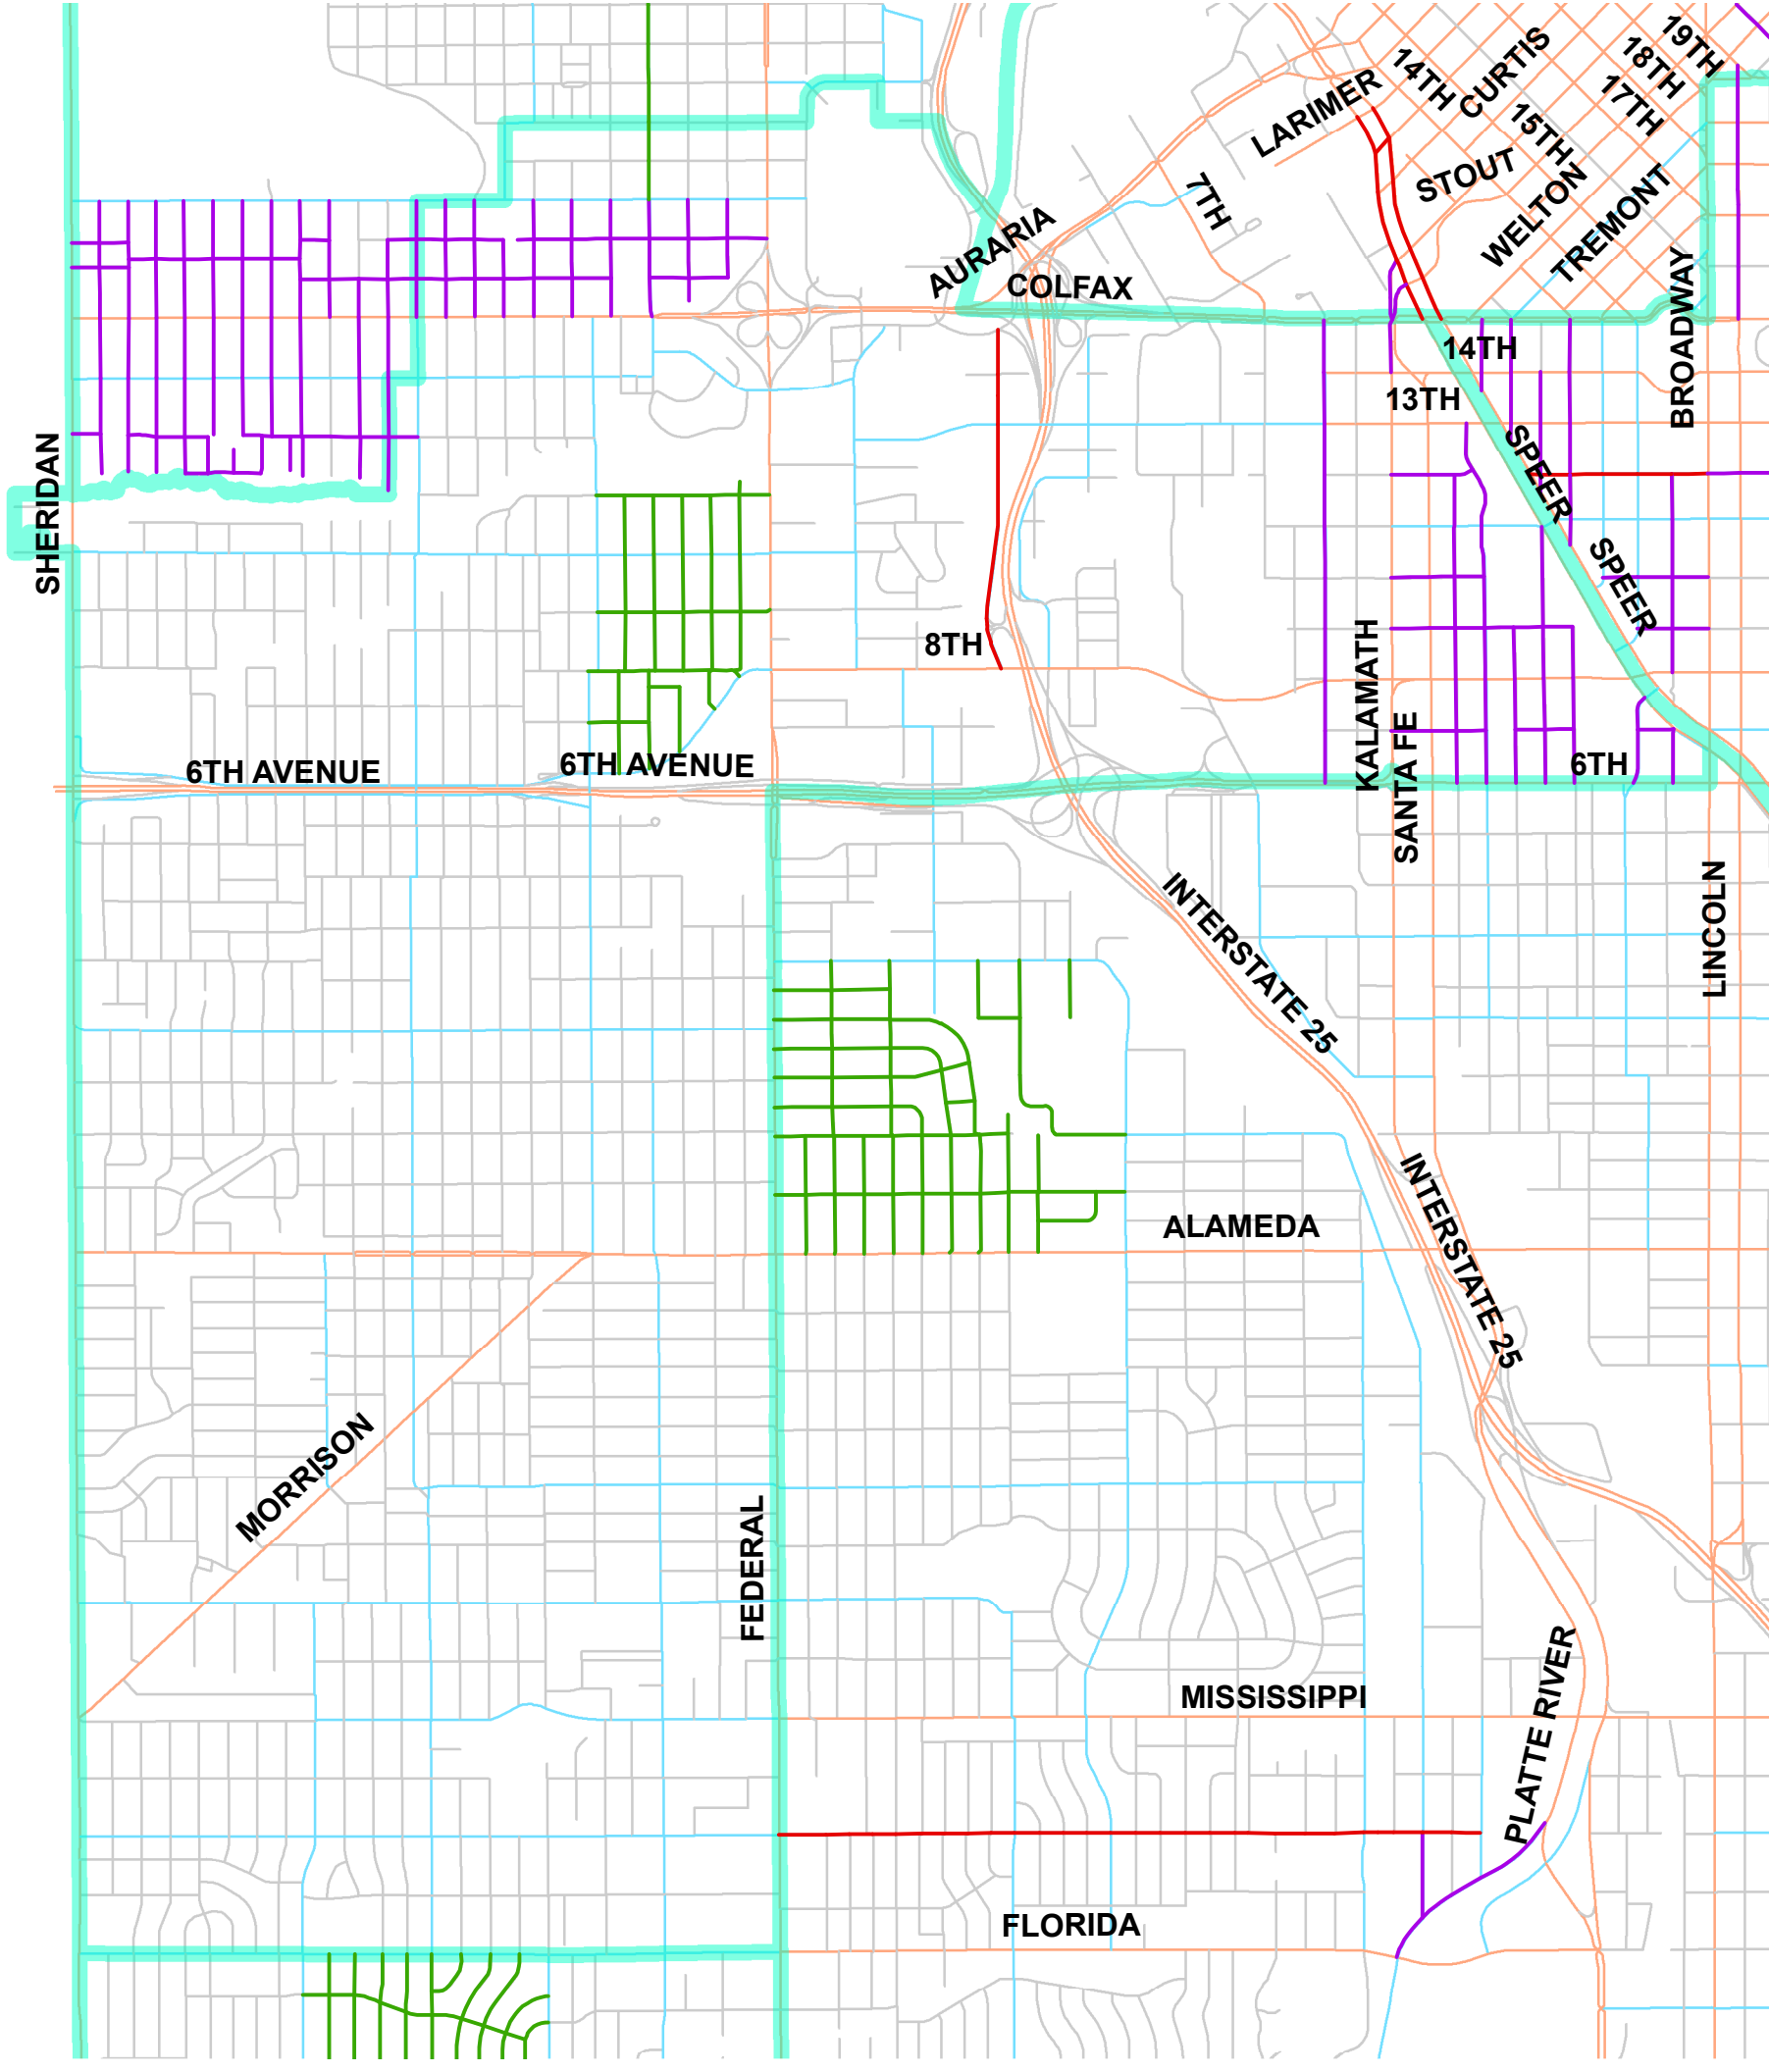 19TH
18TH
17TH
CURTIS
14TH
LARIMER
15TH
STOUT
WELTON
TREMONT
7TH
AURARIA
COLFAX
BROADWAY
14TH
13TH
SPEER
SHERIDAN
SPEER
8TH
KALAMATH
SANTA FE
6TH AVENUE
6TH AVENUE
6TH
LINCOLN
INTERSTATE 25
ALAMEDA
INTERSTATE 25
MORRISON
FEDERAL
MISSISSIPPI
PLATTE RIVER
FLORIDA